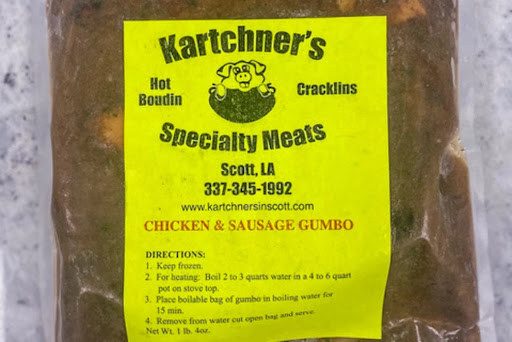 Kartchner's
Hot Boudin
Cracklins
Specialty Meats
Scott, LA
337-345-1992
www.kartchnersinscott.com
CHICKEN & SAUSAGE GUMBO
DIRECTIONS:
1. Keep frozen.
2. For heating: Boil 2 to 3 quarts water in a 4 to 6 quart
pot on stove top.
3. Place boilable bag of gumbo in boiling water for
15 min.
4. Remove from water cut open bag and serve.
Net Wt. 1 lb. 4oz.